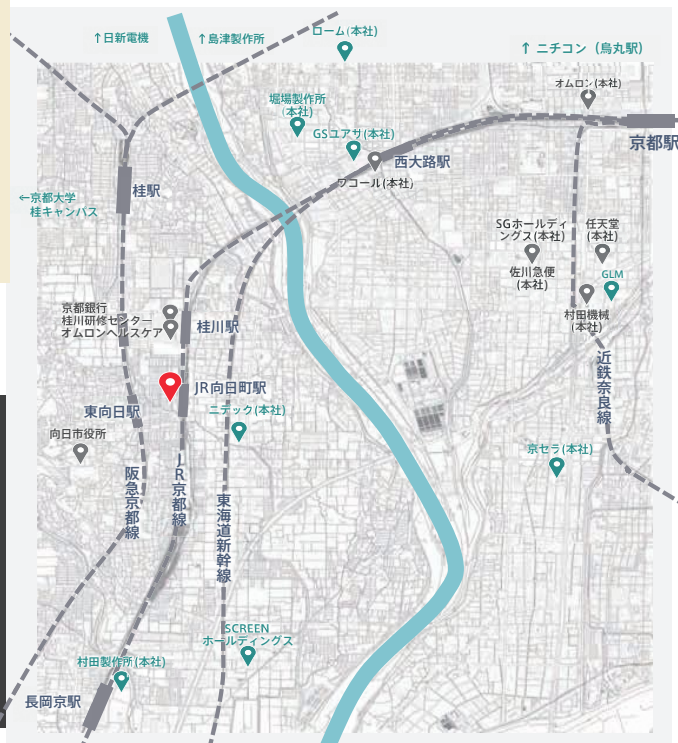 ↑日新電機
↑島津製作所
ローム(本社)
↑ ニチコン（烏丸駅）
オムロン(本社)
堀場製作所
(本社)
GSユアサ(本社)
京都駅
西大路駅
ワコール(本社)
桂駅
←京都大学
桂キャンパス
SGホールディ
ングス(本社)
佐川急便
(本社)
任天堂
(本社)
GLM
村田機械
(本社)
京都銀行
桂川研修センター
オムロンヘルスケア
桂川駅
近鉄奈良線
JR向日町駅
東向日駅
ニデック(本社)
向日市役所
京セラ(本社)
阪急京都線
JR京都線
東海道新幹線
SCREEN
ホールディングス
村田製作所(本社)
長岡京駅